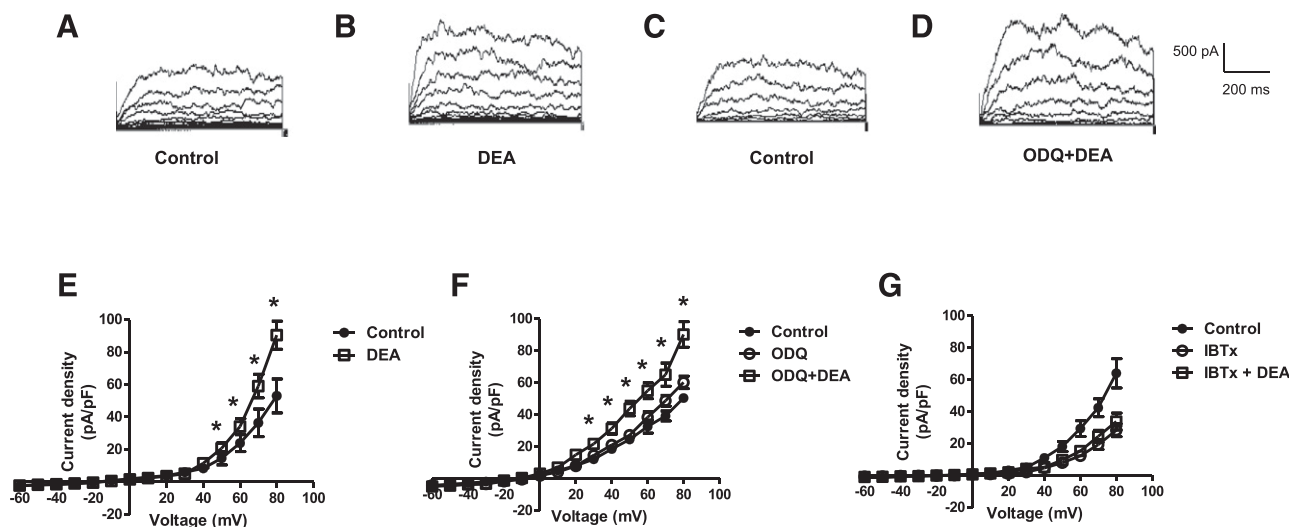 A
B
C
D
500 pA
200 ms
Control
DEA
Control
ODQ+DEA
E
F
G
Current density
(pA/pF)
100
80
60
40
20
-20
-60
-40
-20
20
40
60
80
100
Voltage (mV)
*
*
*
*
Control
DEA
Current density
(pA/pF)
100
80
60
40
20
-20
-60
-40
-20
20
40
60
80
100
Voltage (mV)
*
*
*
*
*
*
Control
ODQ
ODQ+DEA
Current density
(pA/pF)
100
80
60
40
20
-20
-60
-40
-20
20
40
60
80
100
Voltage (mV)
Control
IBTx
IBTx + DEA